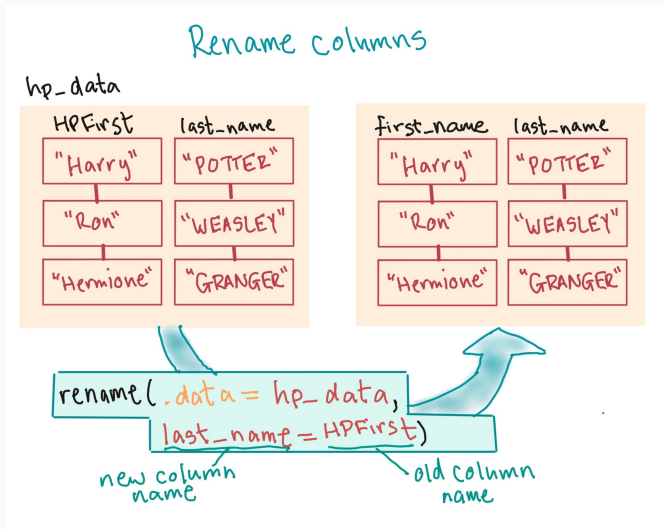 Rename columns
hp_data
HPFirst last_name
"Harry" "POTTER"
"Ron" "WEASLEY"
"Hermione" "GRANGER"
first_name last_name
"Harry" "POTTER"
"Ron" "WEASLEY"
"Hermione" "GRANGER"
rename(.data = hp_data,
last_name = HPFirst)
new column
name
old column
name